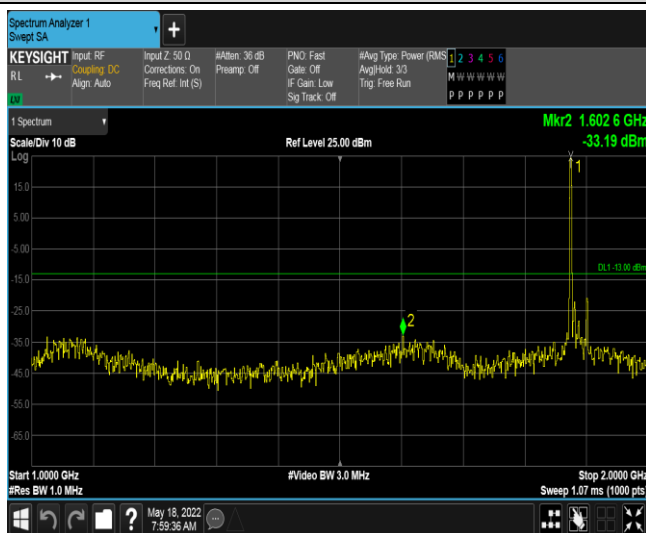 Spectrum Analyzer 1
Swept SA
+
KEYSIGHT
RL
LXI
Input: RF
Coupling: DC
Align: Auto
Input Z: 50 Ω
Corrections: On
Freq Ref: Int (S)
#Atten: 36 dB
Preamp: Off
PNO: Fast
Gate: Off
IF Gain: Low
Sig Track: Off
#Avg Type: Power (RMS
Avg|Hold: 3/3
Trig: Free Run
1 2 3 4 5 6
M W W W W W
P P P P P P
1 Spectrum
Scale/Div 10 dB
Ref Level 25.00 dBm
Mkr2 1.602 6 GHz
-33.19 dBm
Log
15.0
5.00
-5.00
-15.0
-25.0
-35.0
-45.0
-55.0
-65.0
1
DL1 -13.00 dBm
2
Start 1.0000 GHz
#Res BW 1.0 MHz
#Video BW 3.0 MHz
Stop 2.0000 GHz
Sweep 1.07 ms (1000 pts)
?
May 18, 2022
7:59:36 AM